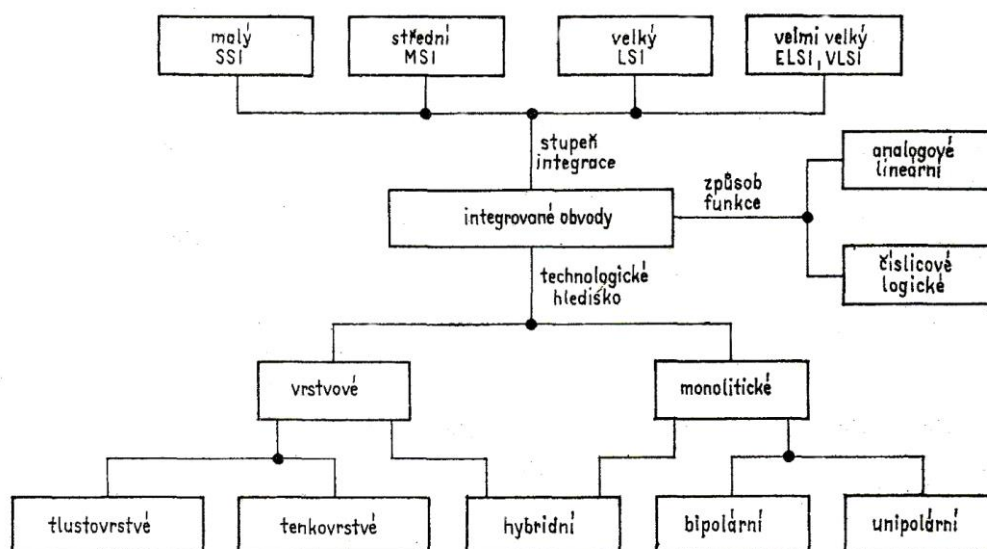 malý
SSI
střední
MSI
velký
LSI
velmi velký
ELSI, VLSI
stupeň
integrace
analogové
lineární
způsob
funkce
integrované obvody
číslicové
logické
technologické
hledisko
vrstvové
monolitické
tlustovrstvé
tenkovrstvé
hybridní
bipolární
unipolární